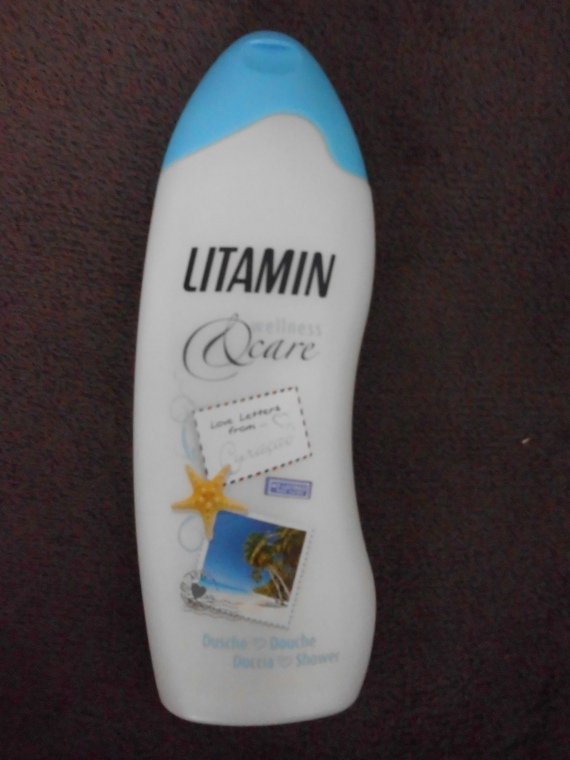 LITAMIN
wellness
&care
Love Letters
from
Curaçao
Dusche Douche
Doccia Shower